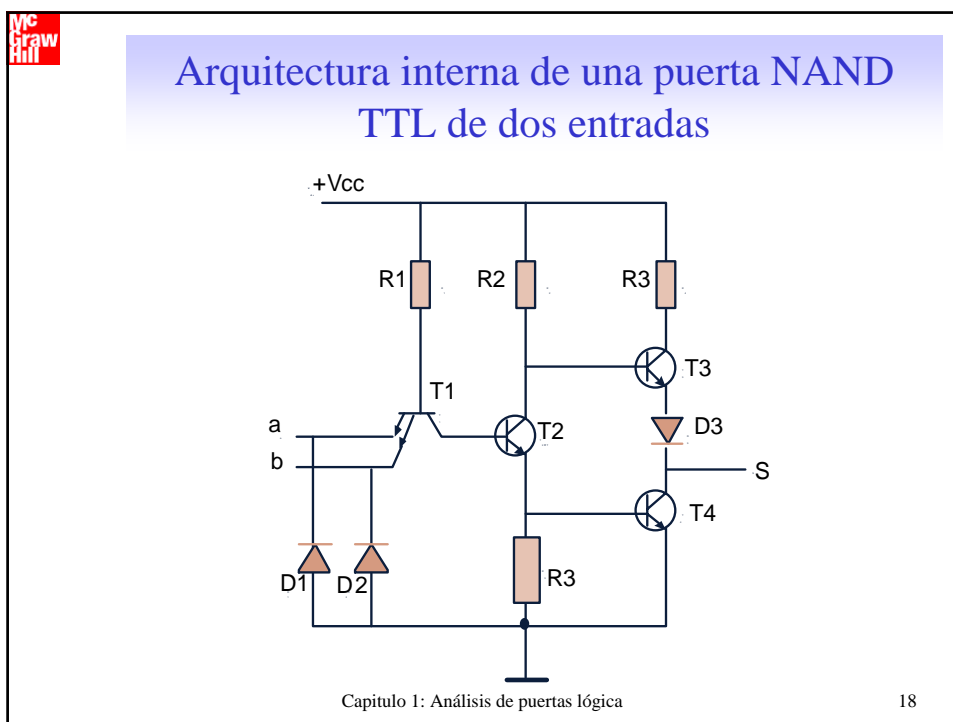 Mc
Graw
Hill
Arquitectura interna de una puerta NAND
TTL de dos entradas
+Vcc
R1
R2
R3
T1
T3
a
T2
D3
b
S
T4
D1
D2
R3
Capitulo 1: Análisis de puertas lógica
18